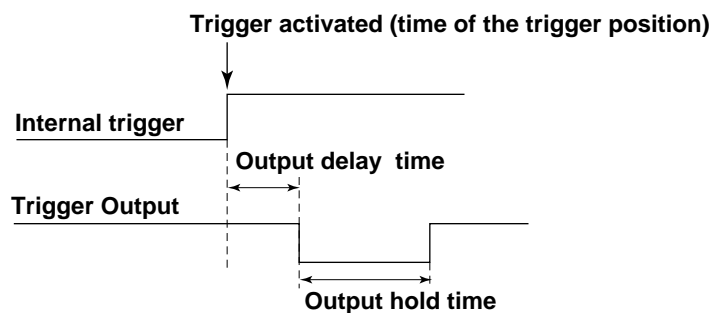 Trigger activated (time of the trigger position)
Internal trigger
Output delay time
Trigger Output
Output hold time